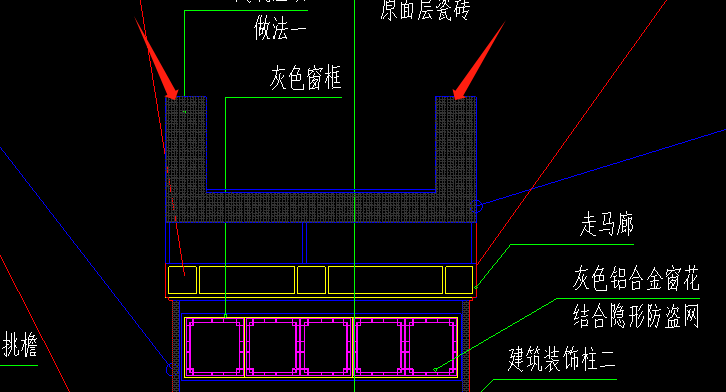 原面层瓷砖
做法一
灰色窗框
走马廊
灰色铝合金窗花
结合隐形防盗网
挑檐
建筑装饰柱二